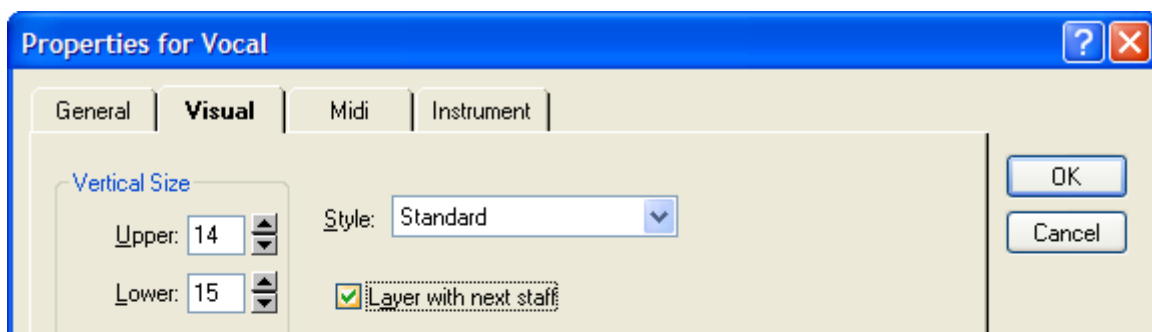 Properties for Vocal
General Visual Midi Instrument
Vertical Size
Upper: 14
Lower: 15
Style: Standard
Layer with next staff
OK
Cancel